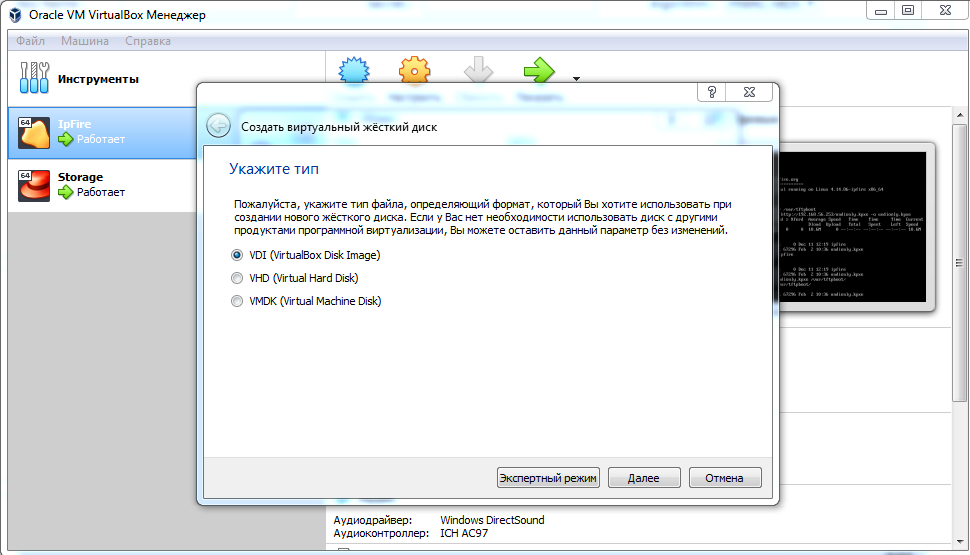 Oracle VM VirtualBox Менеджер
Файл Машина Справка
Инструменты
64
IpFire
Работает
64
Storage
Работает
Создать виртуальный жёсткий диск
Укажите тип
Пожалуйста, укажите тип файла, определяющий формат, который Вы хотите использовать при
создании нового жёсткого диска. Если у Вас нет необходимости использовать диск с другими
продуктами программной виртуализации, Вы можете оставить данный параметр без изменений.
VDI (VirtualBox Disk Image)
VHD (Virtual Hard Disk)
VMDK (Virtual Machine Disk)
Экспертный режим Далее Отмена
Аудиодрайвер: Windows DirectSound
Аудиоконтроллер: ICH AC97